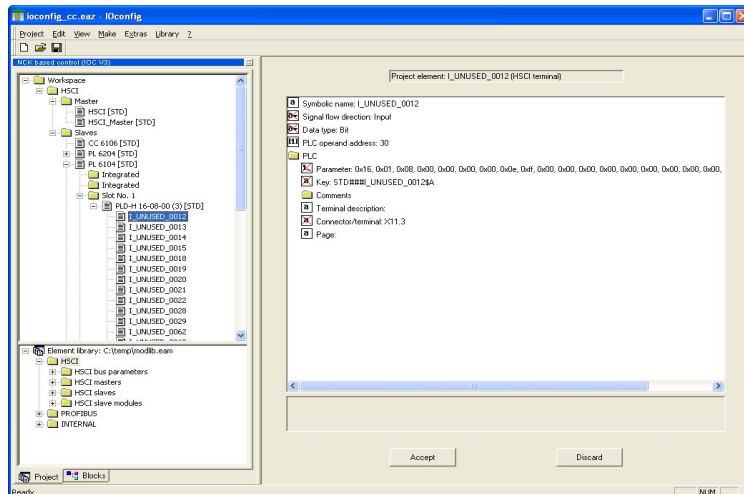 ioconfig_cc.eaz - IOconfig
Project Edit View Make Extras Library ?
NCK based control (IOC V3)
Workspace
HSCI
Master
HSCI [STD]
HSCI_Master [STD]
Slaves
CC 6106 [STD]
PL 6204 [STD]
PL 6104 [STD]
Integrated
Integrated
Slot No. 1
PLD-H 16-08-00 (3) [STD]
I_UNUSED_0012
I_UNUSED_0013
I_UNUSED_0014
I_UNUSED_0015
I_UNUSED_0018
I_UNUSED_0019
I_UNUSED_0020
I_UNUSED_0021
I_UNUSED_0022
I_UNUSED_0028
I_UNUSED_0029
I_UNUSED_0062
Element library: C:\temp\modlib.eam
HSCI
HSCI bus parameters
HSCI masters
HSCI slaves
HSCI slave modules
PROFIBUS
INTERNAL
Project Blocks
Ready
Project element: I_UNUSED_0012 (HSCI terminal)
Symbolic name: I_UNUSED_0012
Signal flow direction: Input
Data type: Bit
PLC operand address: 30
PLC
Parameter: 0x16, 0x01, 0x08, 0x00, 0x00, 0x00, 0x00, 0x0e, 0xff, 0x00, 0x00, 0x00, 0x00, 0x00, 0x00, 0x00, 0x00,
Key: STD###I_UNUSED_0012$A
Comments
Terminal description:
Connector/terminal: X11.3
Page:
Accept Discard
NUM